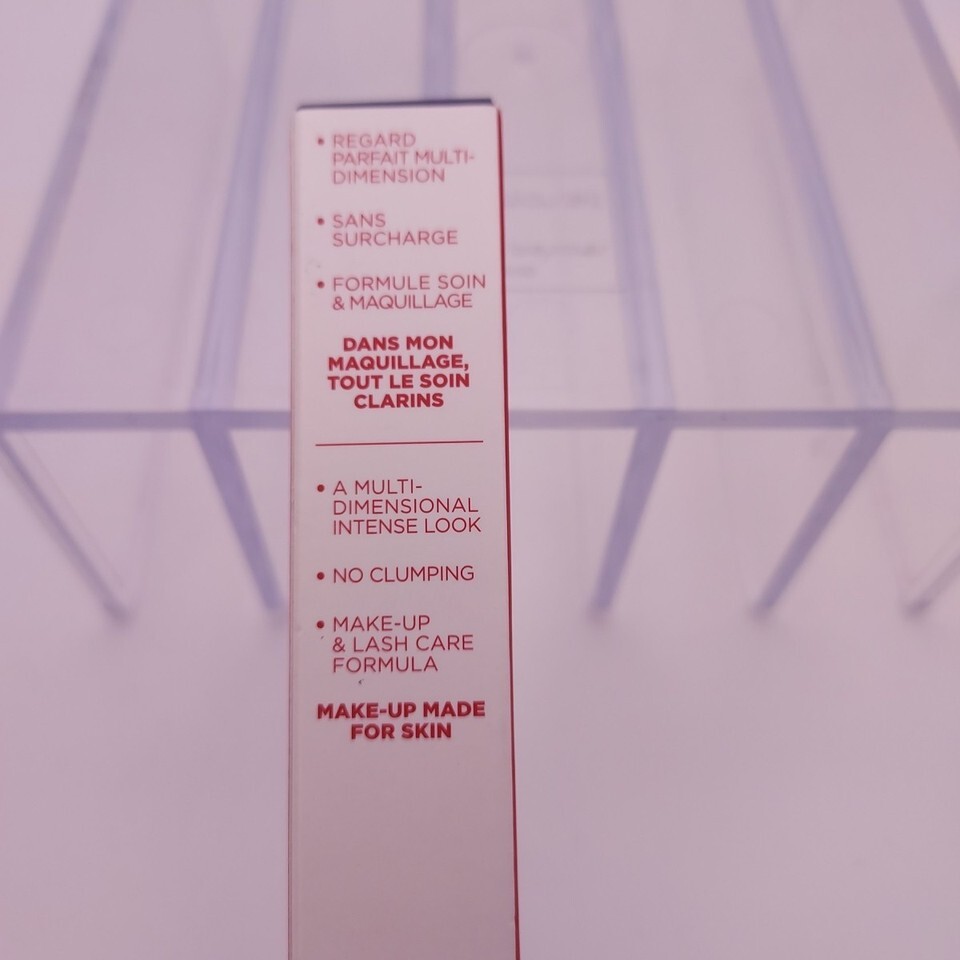 • REGARD
PARFAIT MULTI-
DIMENSION
• SANS
SURCHARGE
• FORMULE SOIN
& MAQUILLAGE
DANS MON
MAQUILLAGE,
TOUT LE SOIN
CLARINS
• A MULTI-
DIMENSIONAL
INTENSE LOOK
• NO CLUMPING
• MAKE-UP
& LASH CARE
FORMULA
MAKE-UP MADE
FOR SKIN